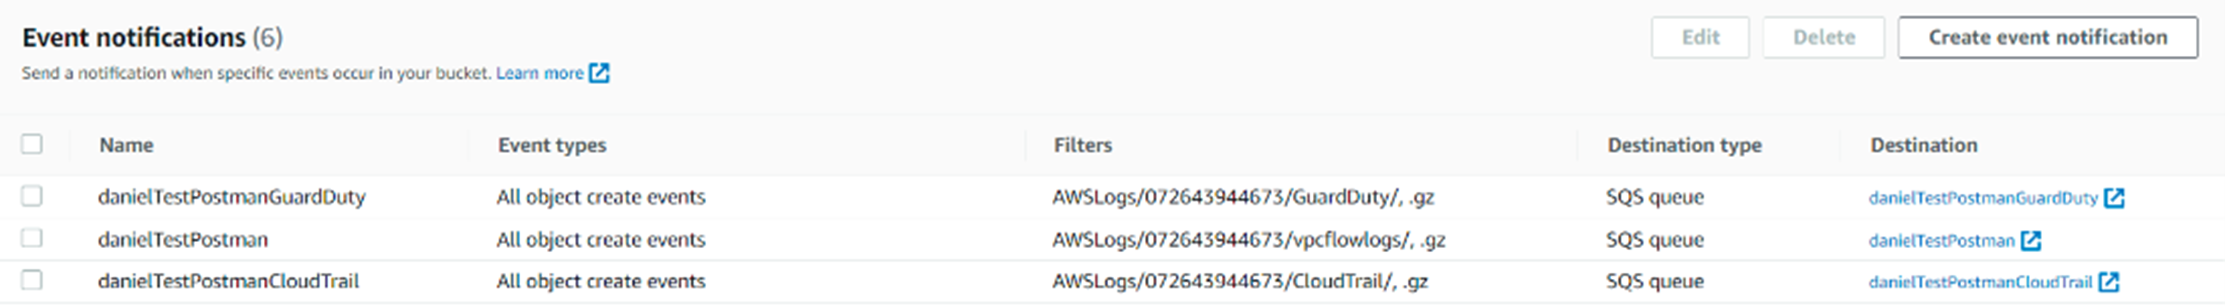 Event notifications (6)
Edit
Delete
Create event notification
Send a notification when specific events occur in your bucket. Learn more
Name Event types Filters Destination type Destination
danielTestPostmanGuardDuty All object create events AWSLogs/072643944673/GuardDuty/, .gz SQS queue danielTestPostmanGuardDuty
danielTestPostman All object create events AWSLogs/072643944673/vpcflowlogs/, .gz SQS queue danielTestPostman
danielTestPostmanCloudTrail All object create events AWSLogs/072643944673/CloudTrail/, .gz SQS queue danielTestPostmanCloudTrail